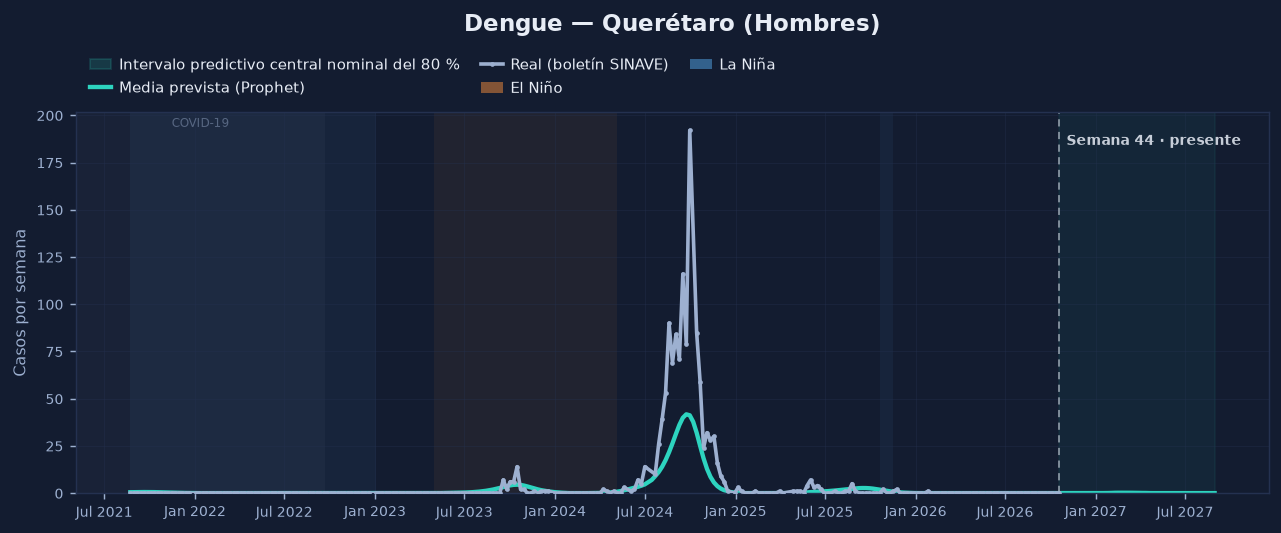 Dengue — Querétaro (Hombres)
Intervalo predictivo central nominal del 80 %
Real (boletín SINAVE)
La Niña
Media prevista (Prophet)
El Niño
COVID-19
Semana 44 · presente
Casos por semana
200
175
150
125
100
75
50
25
0
Jul 2021
Jan 2022
Jul 2022
Jan 2023
Jul 2023
Jan 2024
Jul 2024
Jan 2025
Jul 2025
Jan 2026
Jul 2026
Jan 2027
Jul 2027